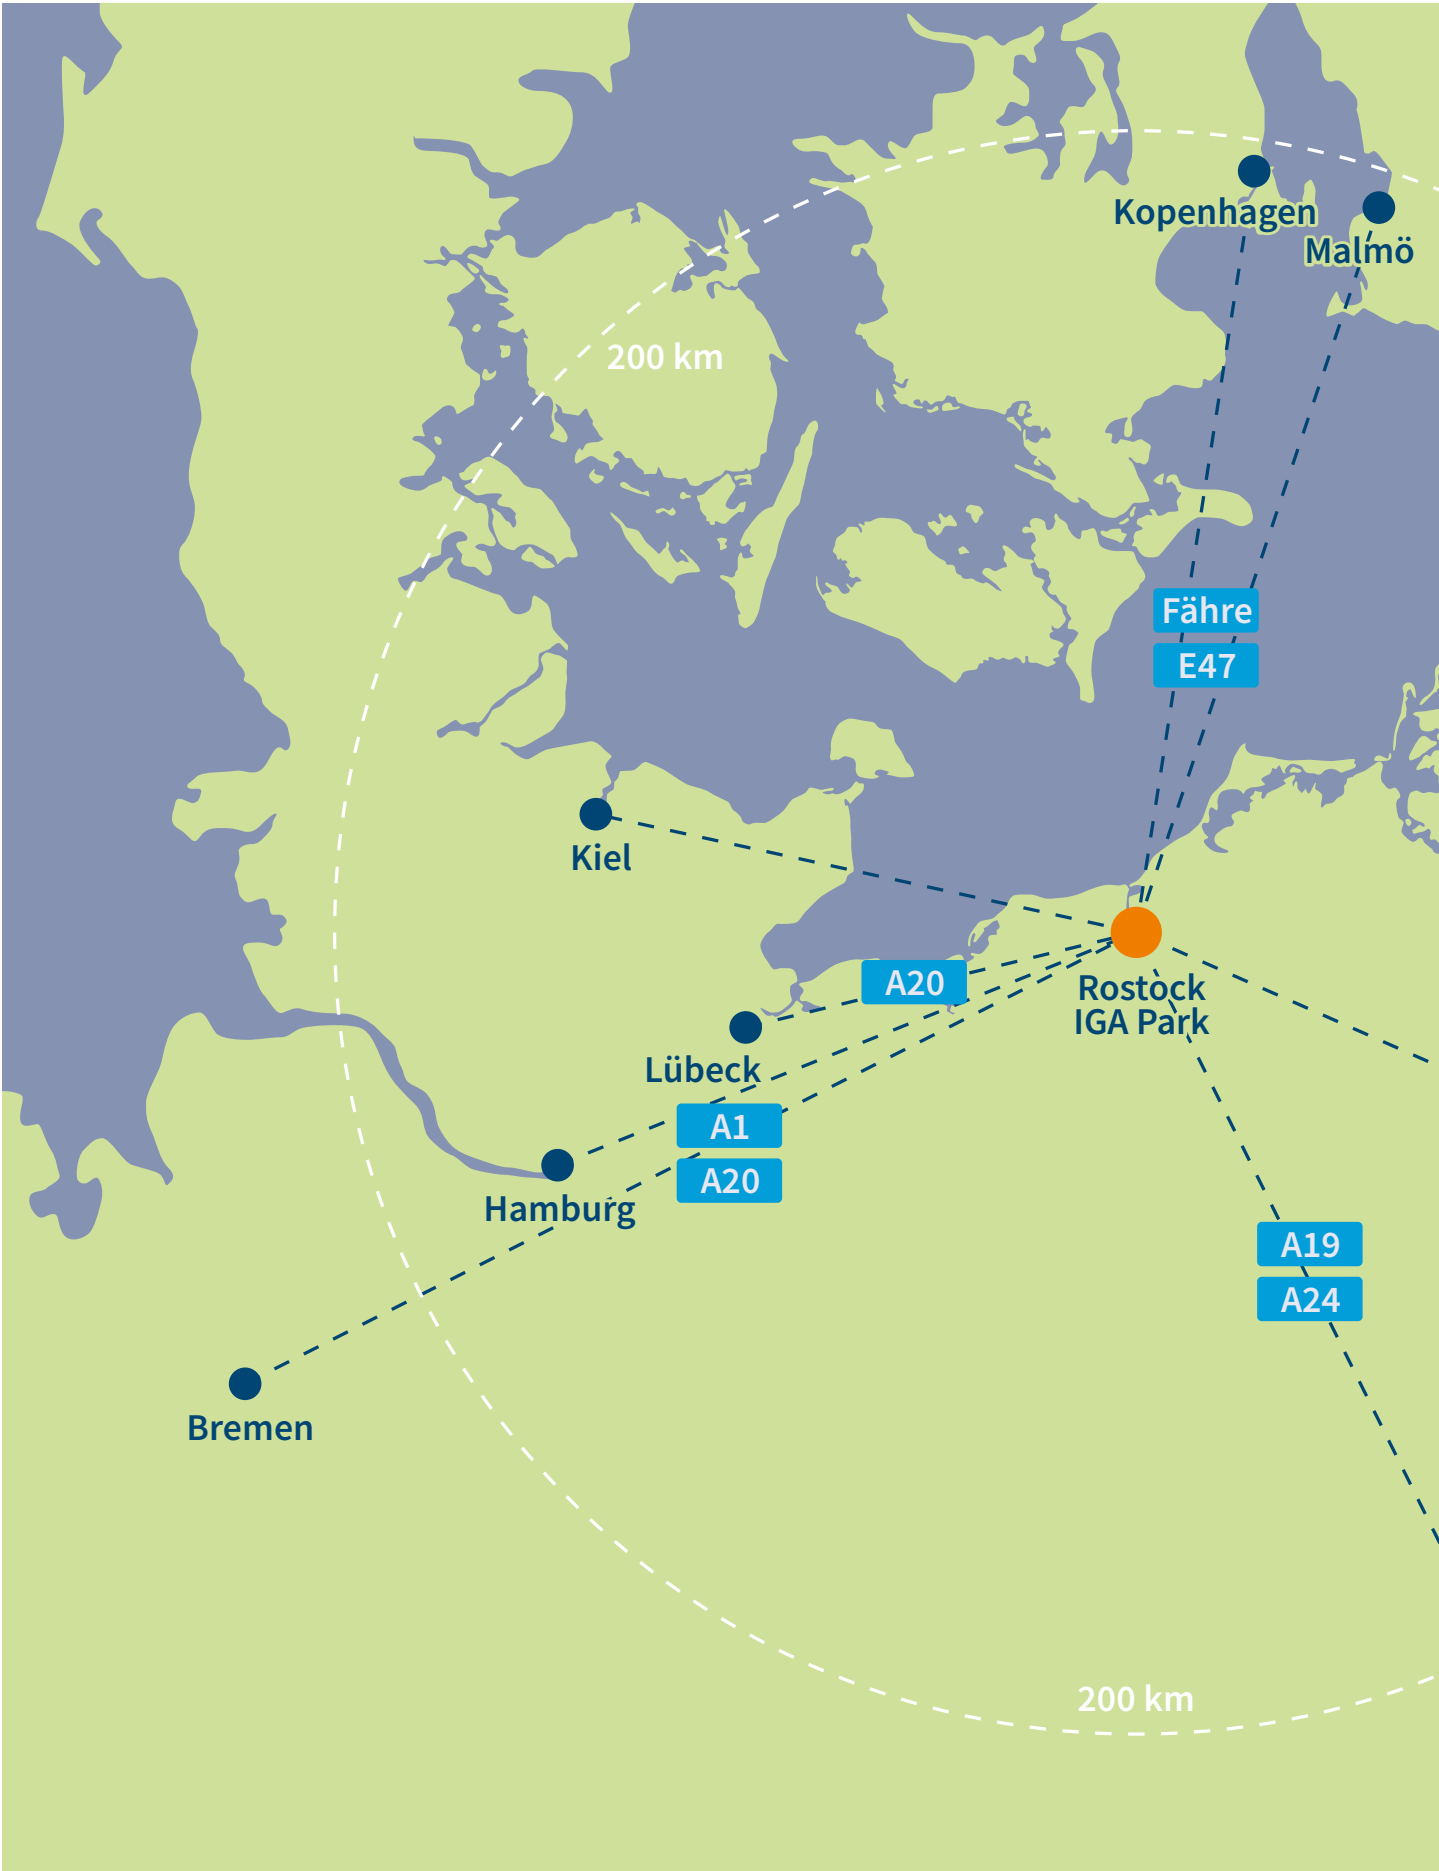 Kopenhagen
Malmö
200 km
Fähre
E47
Kiel
A20
Rostock
IGA Park
Lübeck
A1
A20
Hamburg
A19
A24
Bremen
200 km